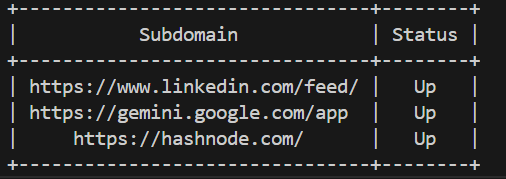 +--------------------------------+--------+
|           Subdomain            | Status |
+--------------------------------+--------+
| https://www.linkedin.com/feed/ |   Up   |
| https://gemini.google.com/app  |   Up   |
|     https://hashnode.com/      |   Up   |
+--------------------------------+--------+